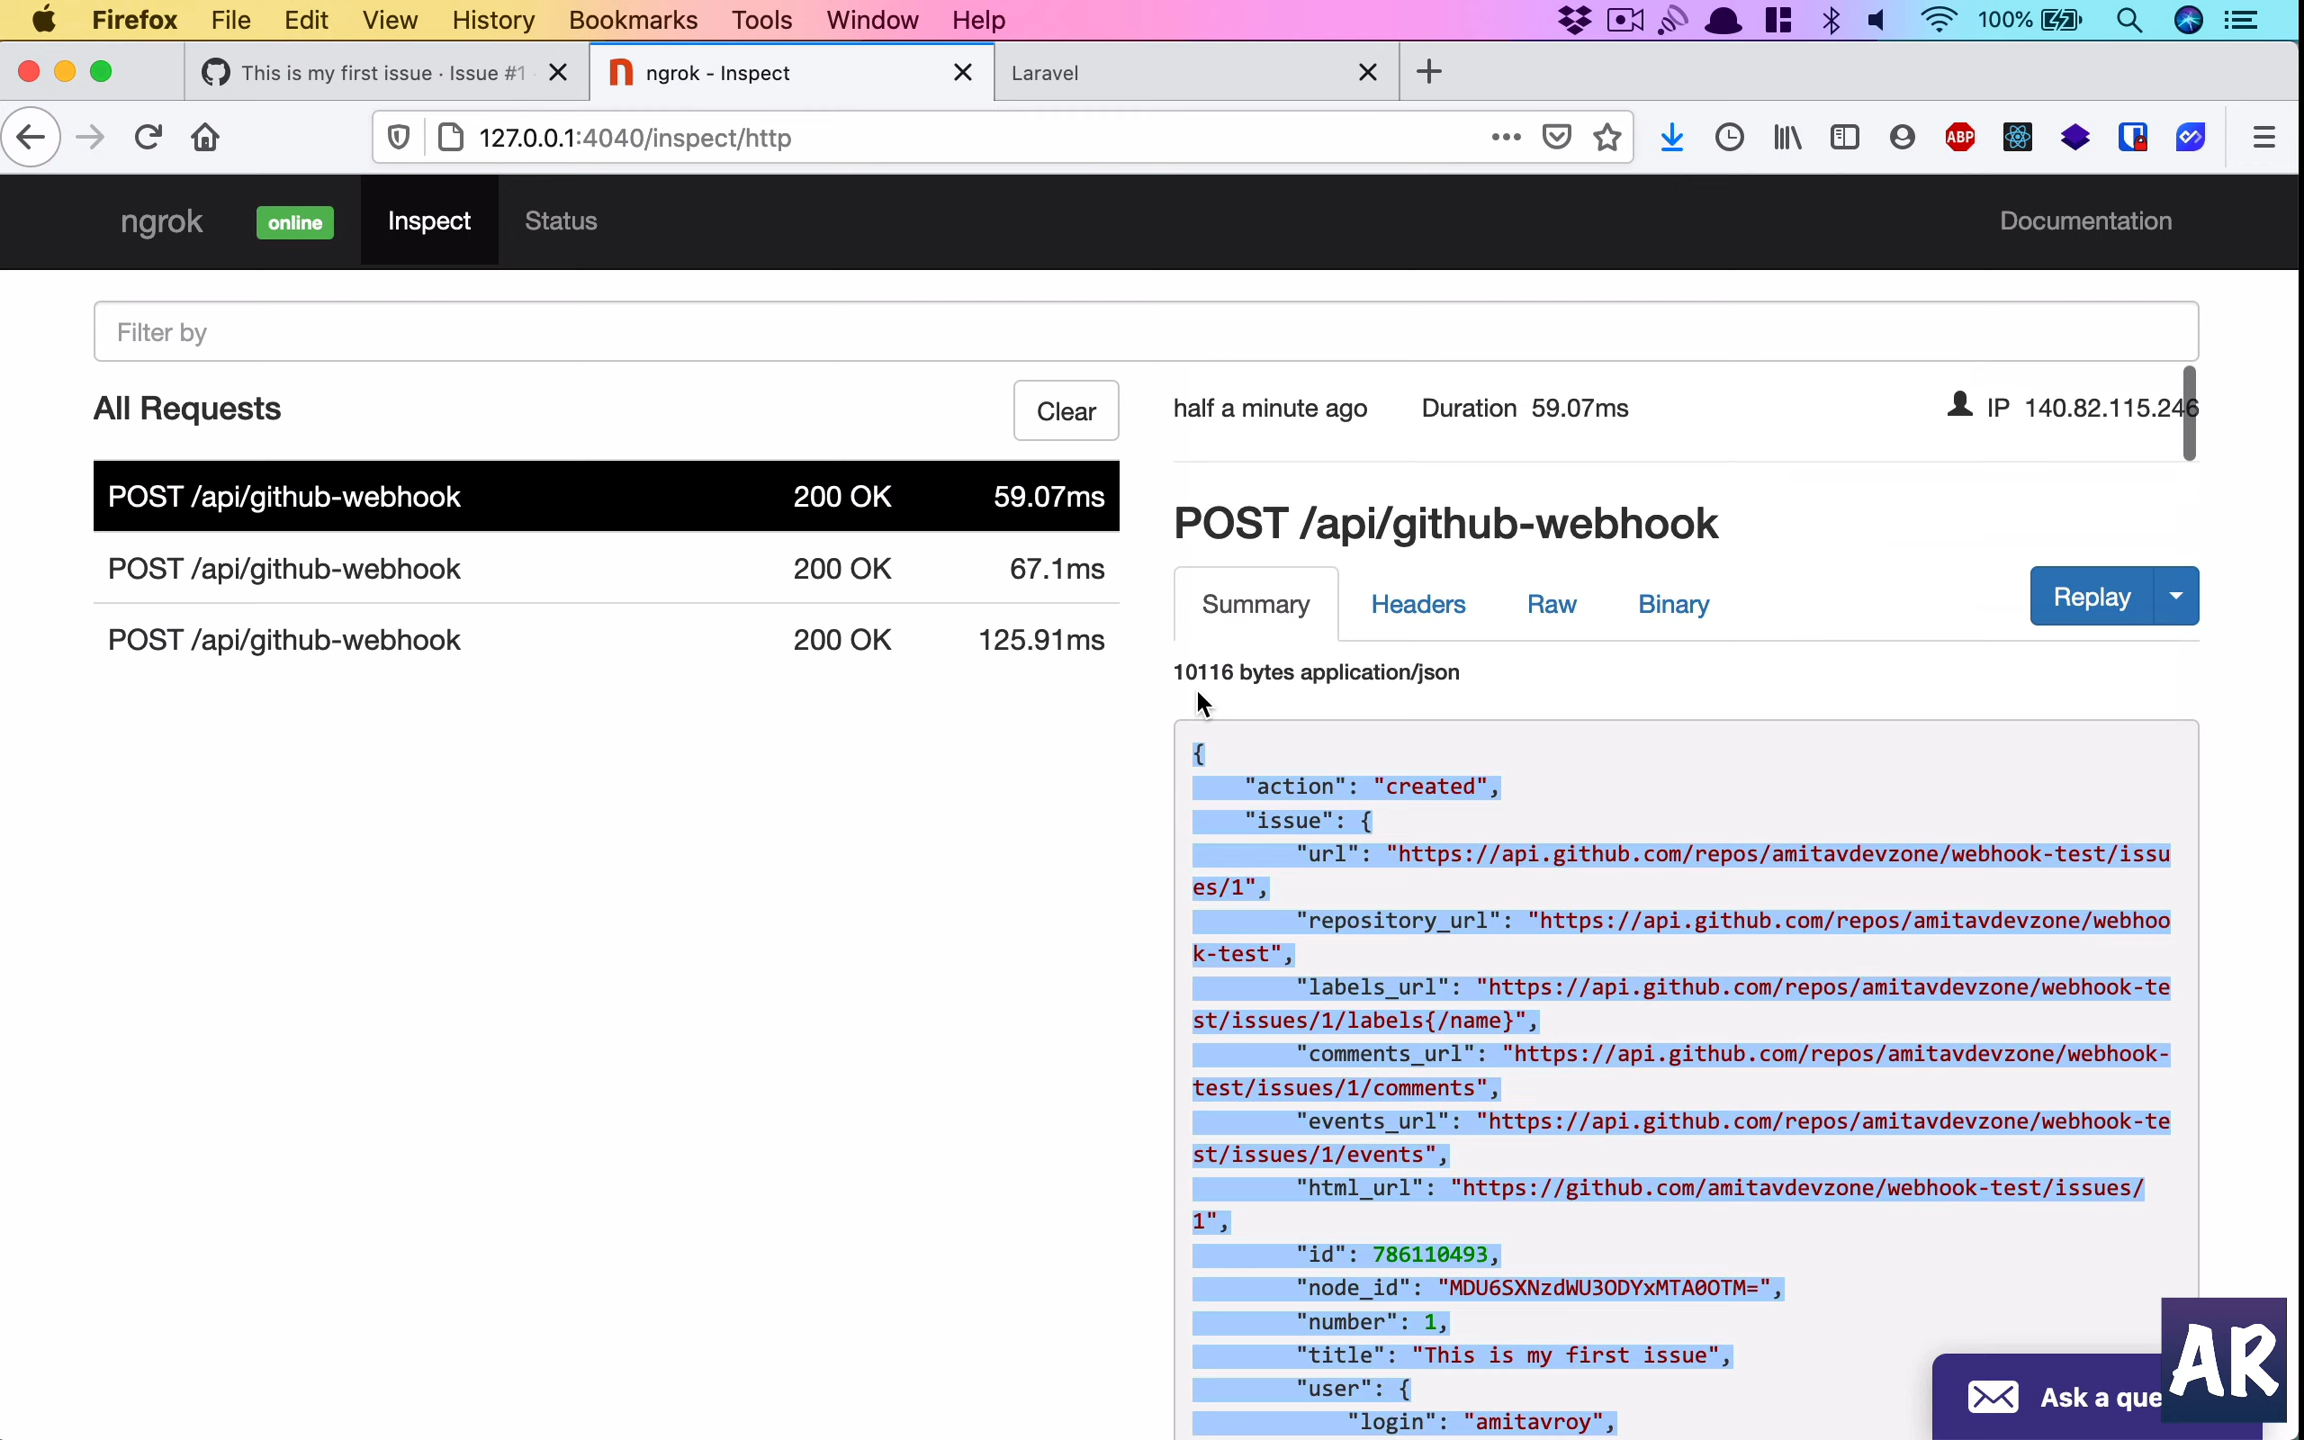 Firefox File Edit View History Bookmarks Tools Window Help 100%
This is my first issue · Issue #1 ngrok - Inspect Laravel
127.0.0.1:4040/inspect/http ABP
ngrok online Inspect Status Documentation
Filter by
All Requests Clear
POST /api/github-webhook 200 OK 59.07ms
POST /api/github-webhook 200 OK 67.1ms
POST /api/github-webhook 200 OK 125.91ms
half a minute ago Duration 59.07ms IP 140.82.115.246
POST /api/github-webhook
Summary Headers Raw Binary Replay
10116 bytes application/json
{
"action": "created",
"issue": {
"url": "https://api.github.com/repos/amitavdevzone/webhook-test/issu
es/1",
"repository_url": "https://api.github.com/repos/amitavdevzone/webhoo
k-test",
"labels_url": "https://api.github.com/repos/amitavdevzone/webhook-te
st/issues/1/labels{/name}",
"comments_url": "https://api.github.com/repos/amitavdevzone/webhook-
test/issues/1/comments",
"events_url": "https://api.github.com/repos/amitavdevzone/webhook-te
st/issues/1/events",
"html_url": "https://github.com/amitavdevzone/webhook-test/issues/
1",
"id": 786110493,
"node_id": "MDU6SXNzdWU3ODYxMTA0OTM=",
"number": 1,
"title": "This is my first issue",
"user": {
"login": "amitavroy",
Ask a que
AR